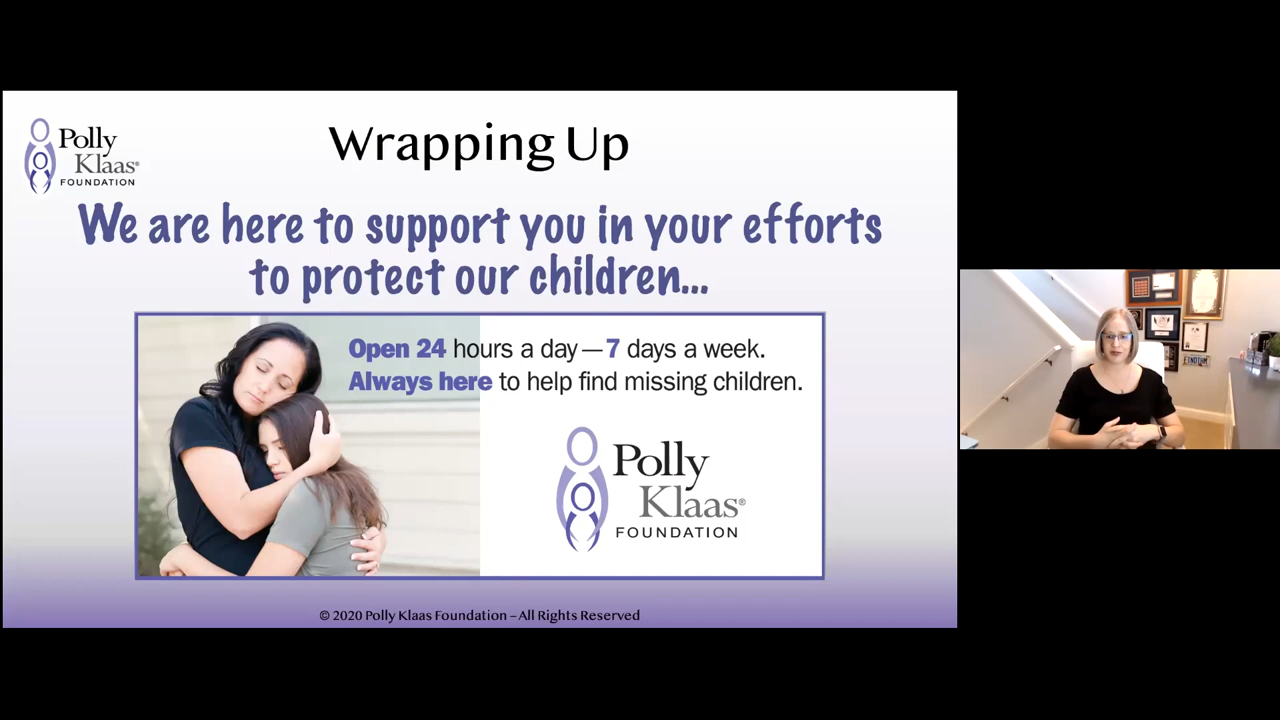 Polly
Klaas®
FOUNDATION
Wrapping Up
We are here to support you in your efforts
to protect our children...
Open 24 hours a day—7 days a week.
Always here to help find missing children.
Polly
Klaas®
FOUNDATION
© 2020 Polly Klaas Foundation – All Rights Reserved